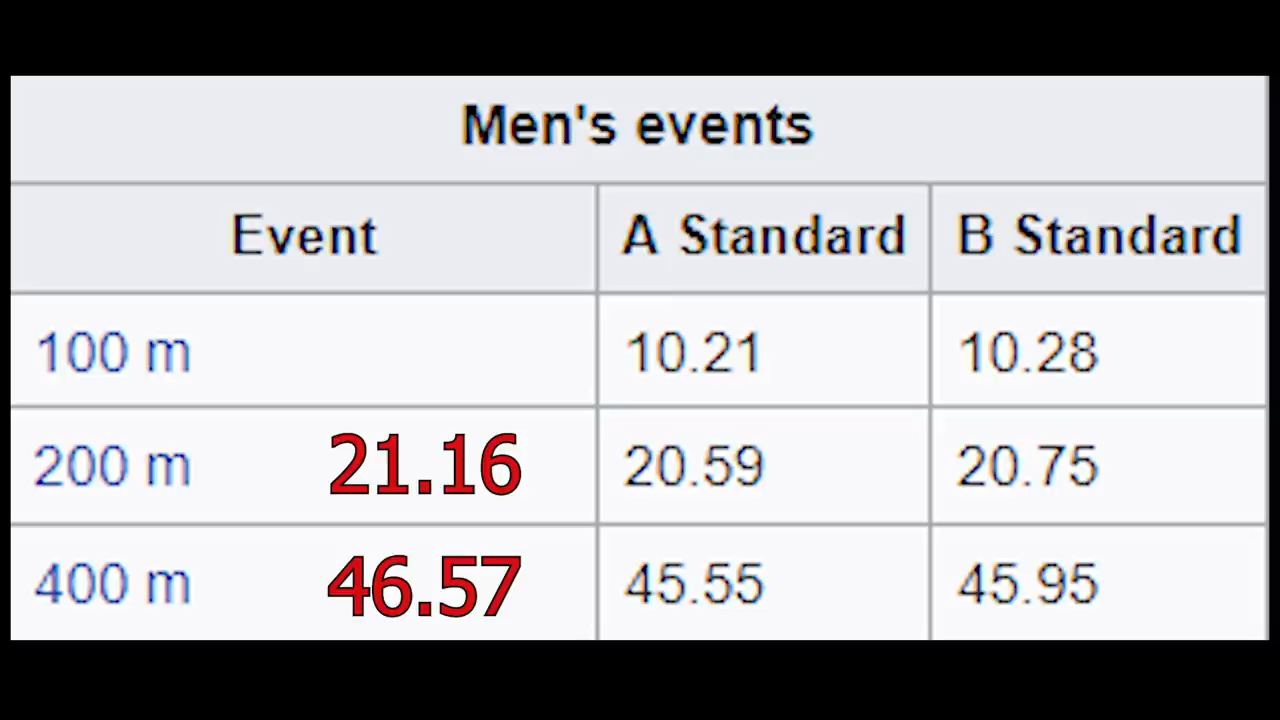 Men's events
Event A Standard B Standard
100 m 10.21 10.28
200 m 21.16 20.59 20.75
400 m 46.57 45.55 45.95